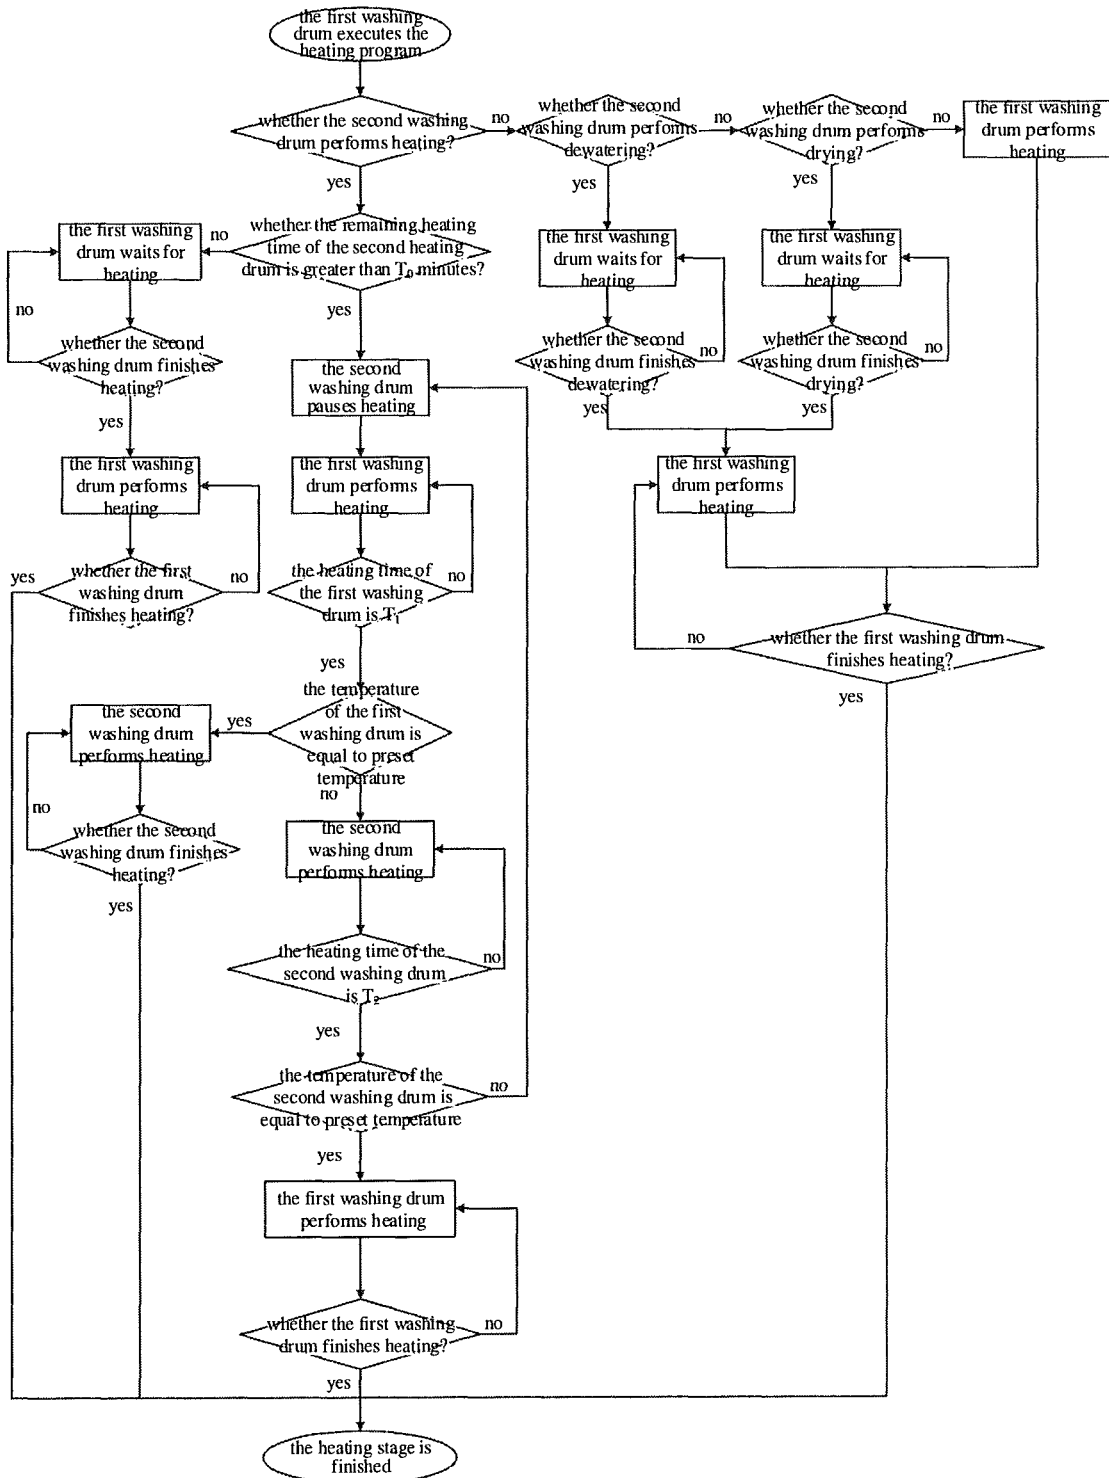 the first washing
drum executes the
heating program
whether the second washing
drum performs heating?
no
whether the second
washing drum performs
dewatering?
no
whether the second
washing drum performs
drying?
no
the first washing
drum performs
heating
yes
yes
yes
whether the remaining heating
time of the second heating
drum is greater than T₀ minutes?
no
the first washing
drum waits for
heating
the first washing
drum waits for
heating
the first washing
drum waits for
heating
no
yes
whether the second
washing drum finishes
heating?
yes
the second
washing drum
pauses heating
whether the second
washing drum finishes
dewatering?
no
yes
whether the second
washing drum finishes
drying?
no
yes
the first washing
drum performs
heating
the first washing
drum performs
heating
the first washing
drum performs
heating
yes
whether the first
washing drum
finishes heating?
no
the heating time of
the first washing
drum is T₁
no
yes
no
whether the first washing drum
finishes heating?
yes
the temperature
of the first
washing drum is
equal to preset
temperature
yes
no
the second
washing drum
performs heating
no
whether the second
washing drum finishes
heating?
yes
the second
washing drum
performs heating
the heating time of the
second washing drum
is T₂
no
yes
the temperature of the
second washing drum is
equal to preset temperature
no
yes
the first washing drum
performs heating
whether the first washing
drum finishes heating?
no
yes
the heating stage is
finished